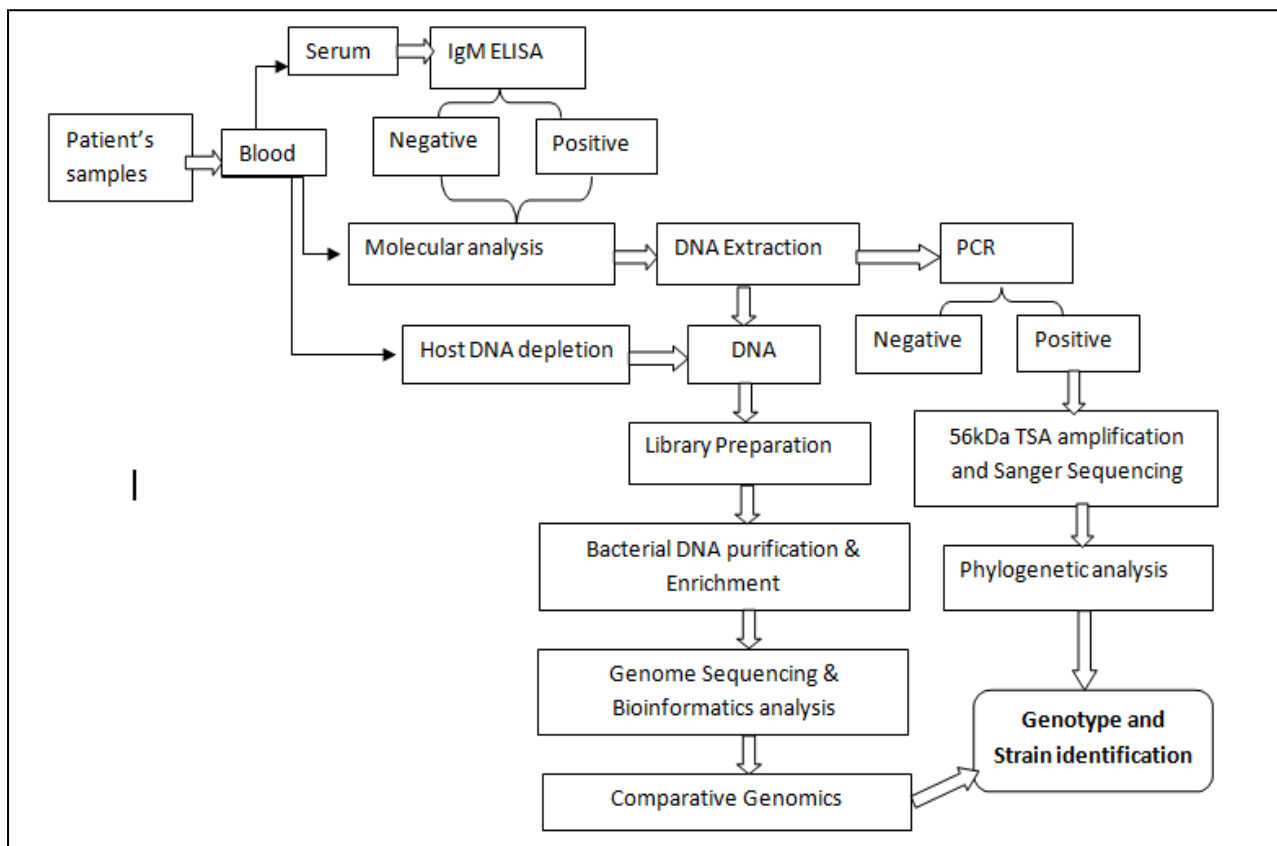 Serum
IgM ELISA
Patient's
samples
Blood
Negative
Positive
Molecular analysis
DNA Extraction
PCR
Host DNA depletion
DNA
Negative
Positive
Library Preparation
56kDa TSA amplification
and Sanger Sequencing
Bacterial DNA purification &
Enrichment
Phylogenetic analysis
Genome Sequencing &
Bioinformatics analysis
Genotype and
Strain identification
Comparative Genomics